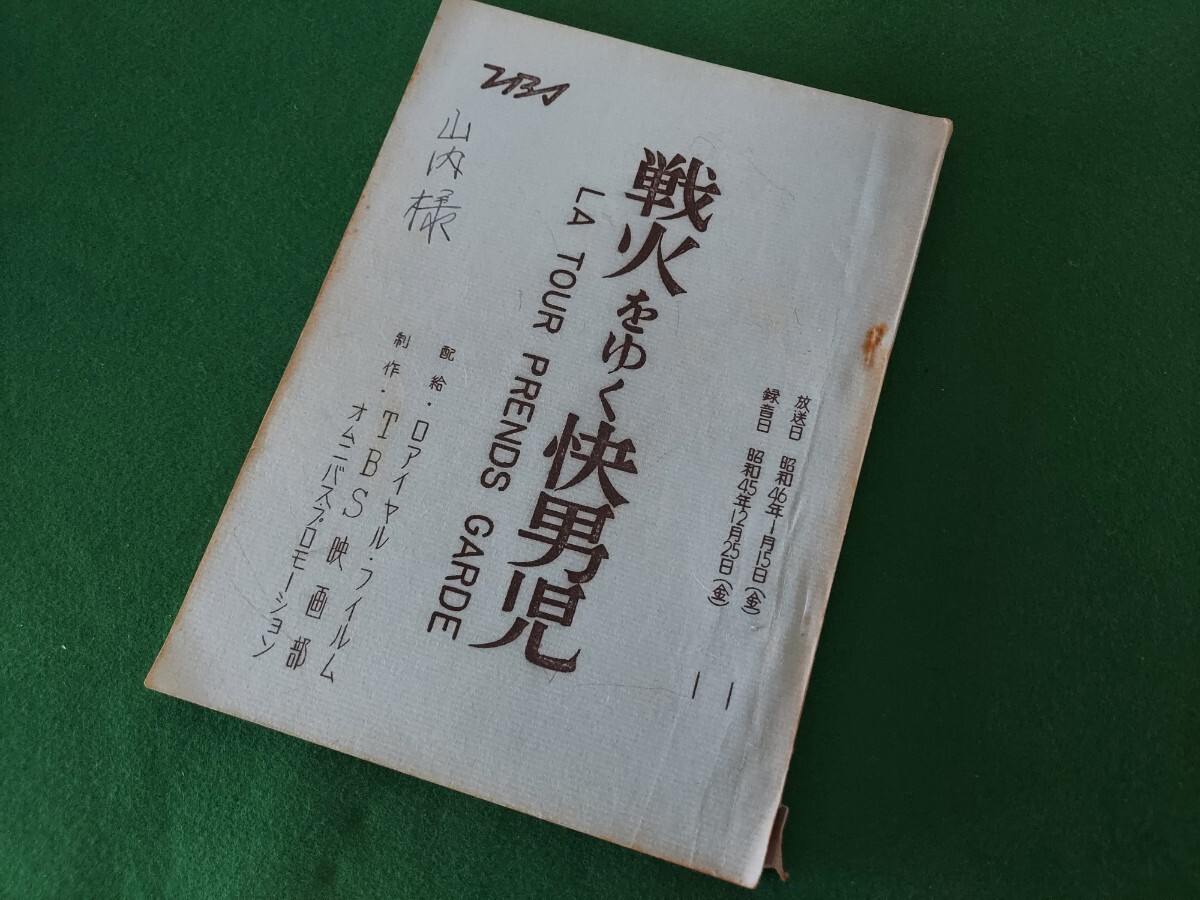 放送日 昭和46年1月15日(金)
録音日 昭和45年12月25日(金)
戦火をゆく快男児
LA TOUR PRENDS GARDE
配給・ロアイヤル・フイルム
制作・TBS映画部
オムニバスプロモーション
TBS
山内様